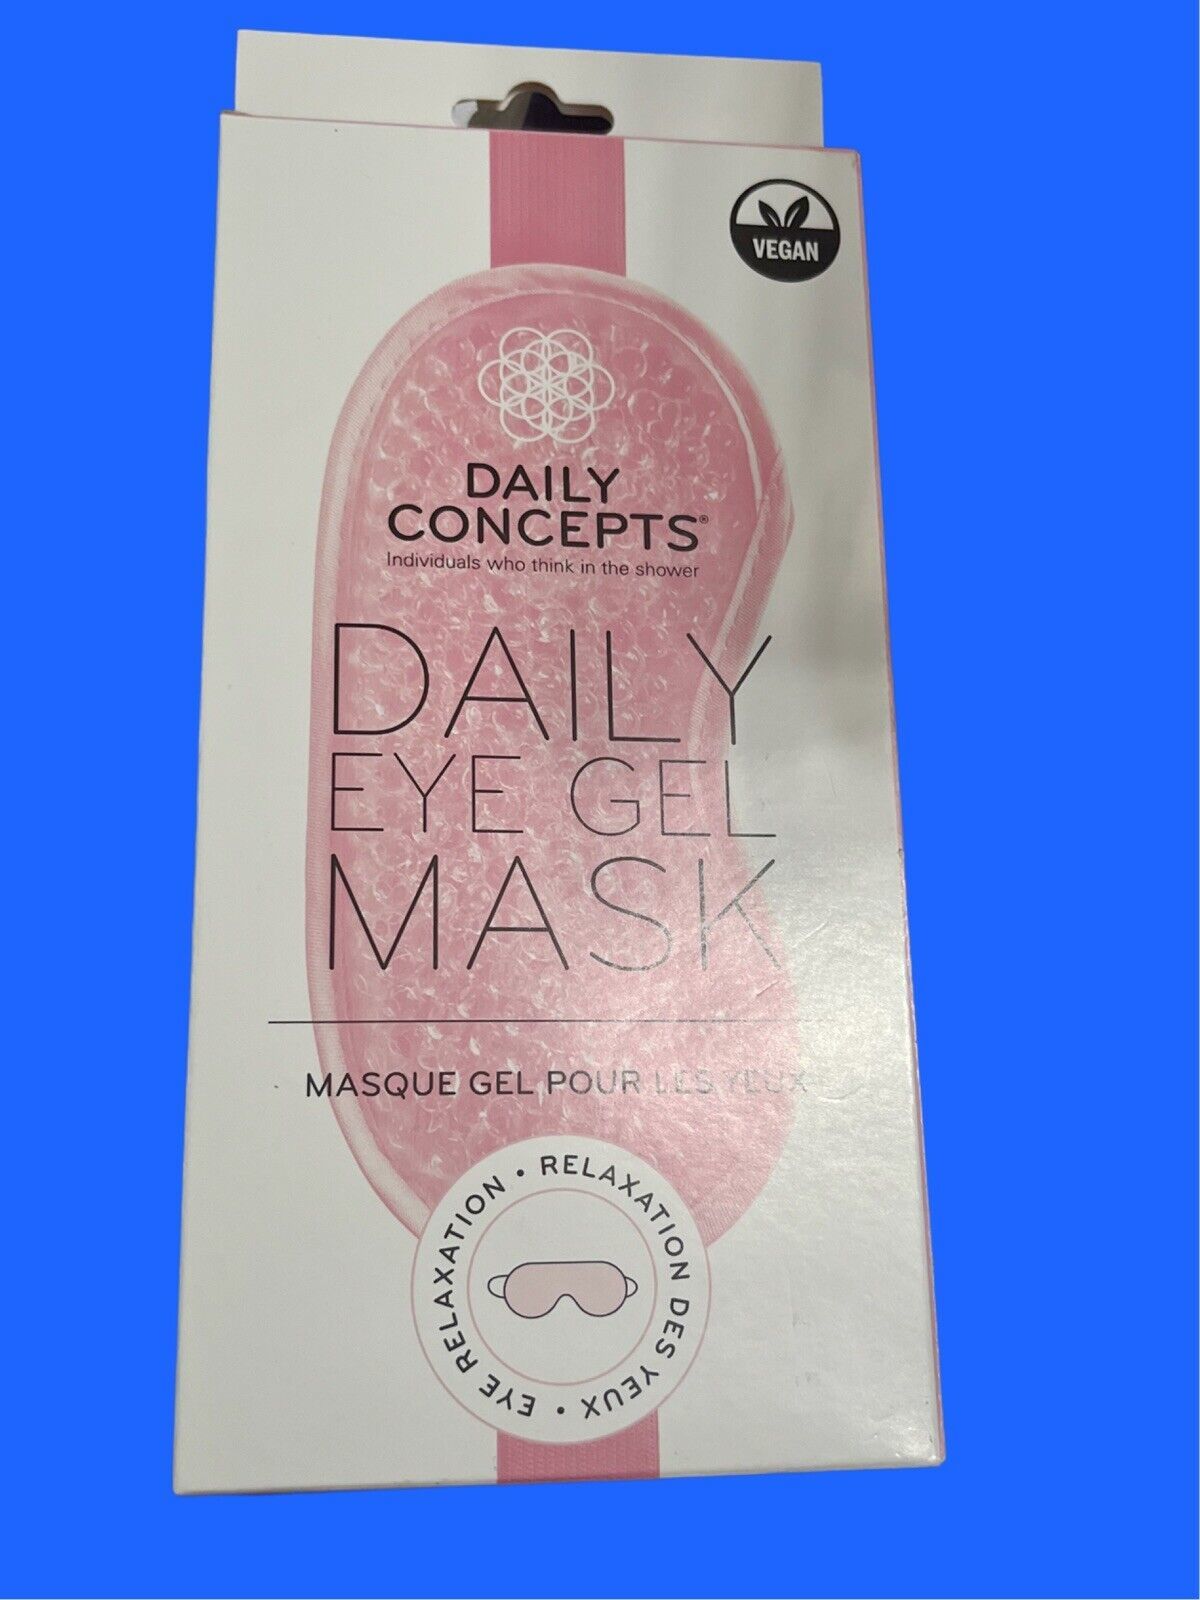 VEGAN
DAILY
CONCEPTS®
Individuals who think in the shower
DAILY
EYE GEL
MASK
MASQUE GEL POUR LES YEUX
EYE RELAXATION • RELAXATION DES YEUX •